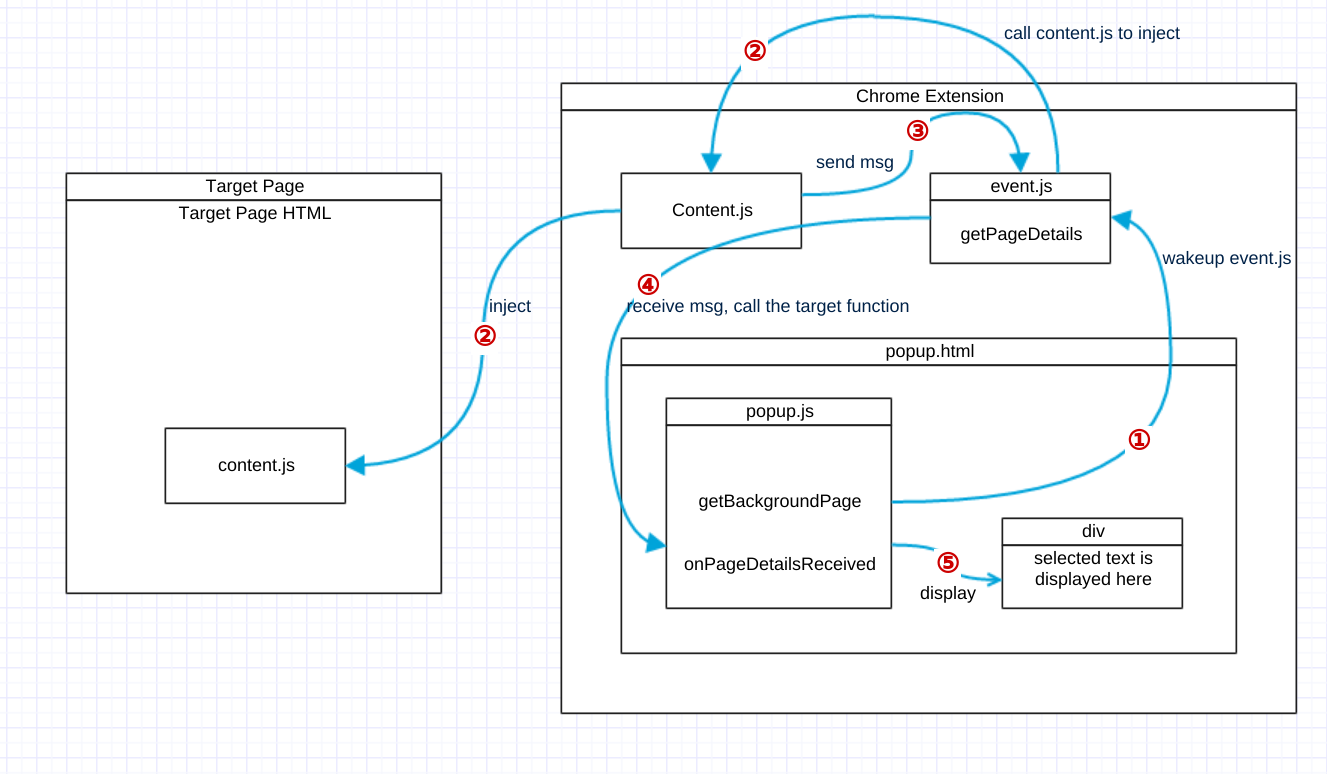 call content.js to inject
②
Chrome Extension
③
send msg
Target Page
Target Page HTML
Content.js
event.js
getPageDetails
wakeup event.js
④
receive msg, call the target function
inject
②
popup.html
popup.js
①
content.js
getBackgroundPage
div
selected text is
displayed here
onPageDetailsReceived
⑤
display